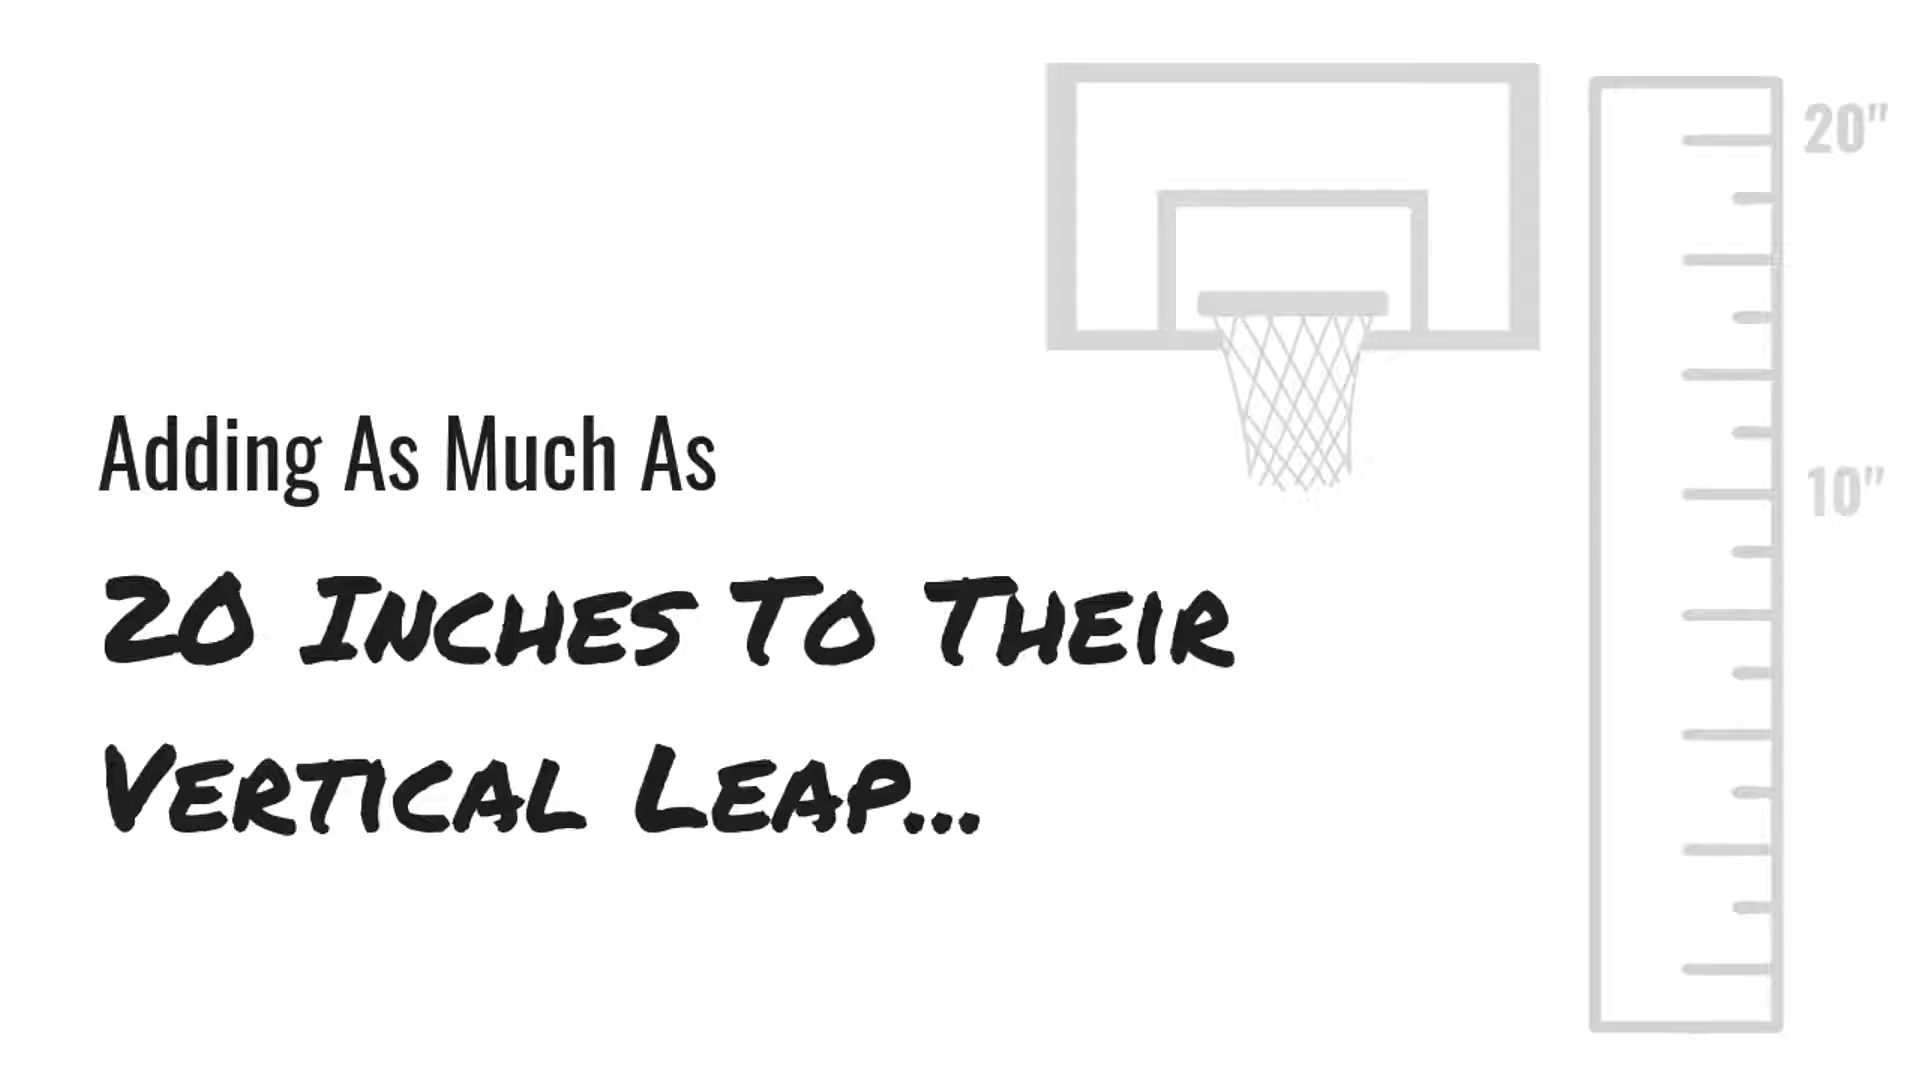 Adding As Much As
20 Inches To Their
Vertical Leap...
20"
10"